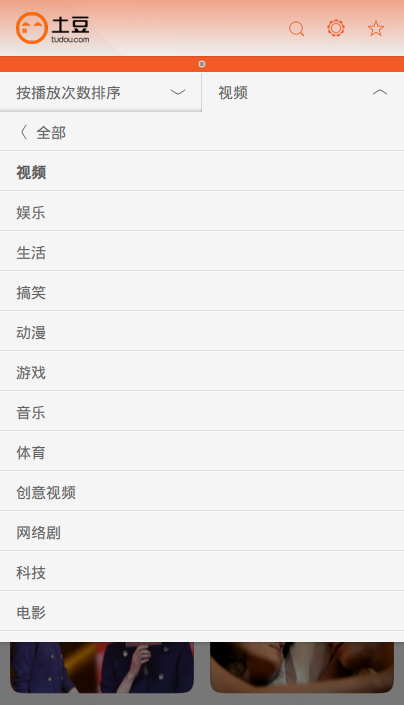 土豆
tudou.com
按播放次数排序
视频
全部
视频
娱乐
生活
搞笑
动漫
游戏
音乐
体育
创意视频
网络剧
科技
电影